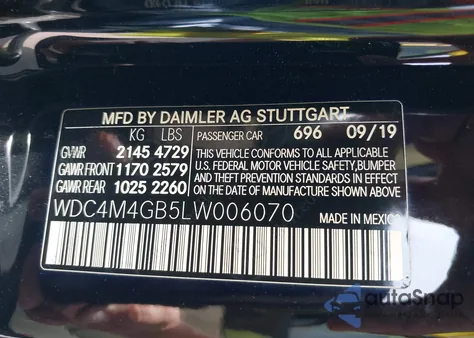 MFD BY DAIMLER AG STUTTGART
KG LBS PASSENGER CAR 696 09/19
GVWR 2145 4729
GAWR FRONT 1170 2579
GAWR REAR 1025 2260
THIS VEHICLE CONFORMS TO ALL APPLICABLE
U.S. FEDERAL MOTOR VEHICLE SAFETY,BUMPER
AND THEFT PREVENTION STANDARDS IN EFFECT ON
THE DATE OF MANUFACTURE SHOWN ABOVE.
WDC4M4GB5LW006070 MADE IN MEXICO
autoSnap